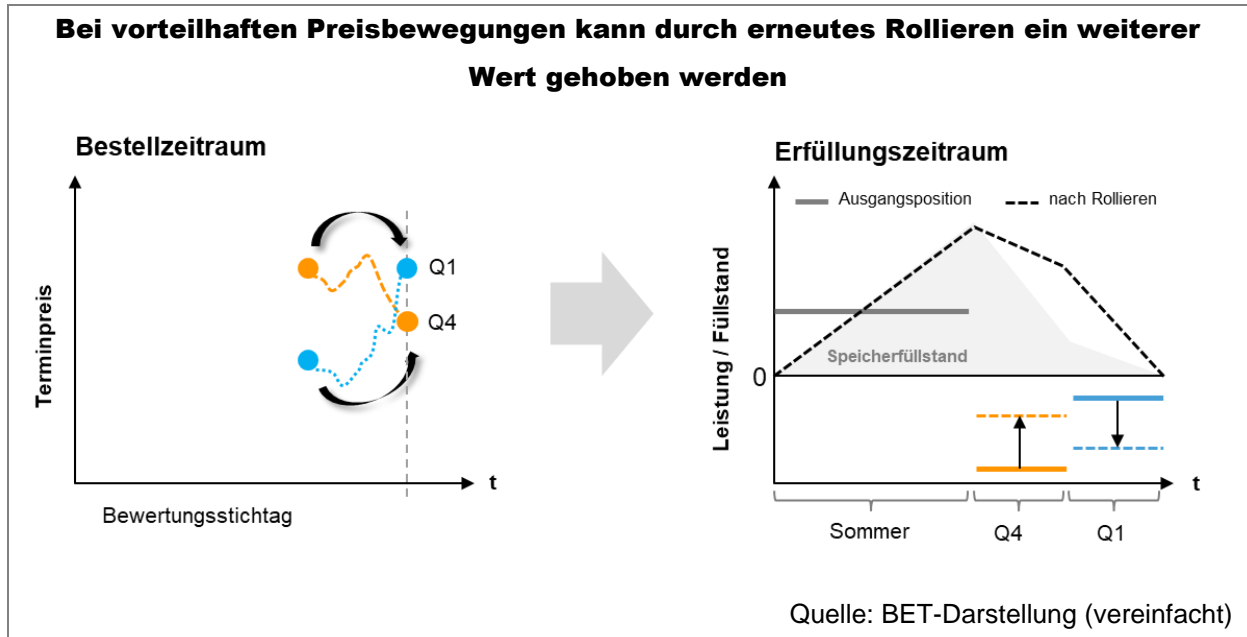 Bei vorteilhaften Preisbewegungen kann durch erneutes Rollieren ein weiterer
Wert gehoben werden
Bestellzeitraum
Terminpreis
Q1
Q4
t
Bewertungsstichtag
Erfüllungszeitraum
Ausgangsposition
nach Rollieren
Leistung / Füllstand
Speicherfüllstand
0
t
Sommer
Q4
Q1
Quelle: BET-Darstellung (vereinfacht)